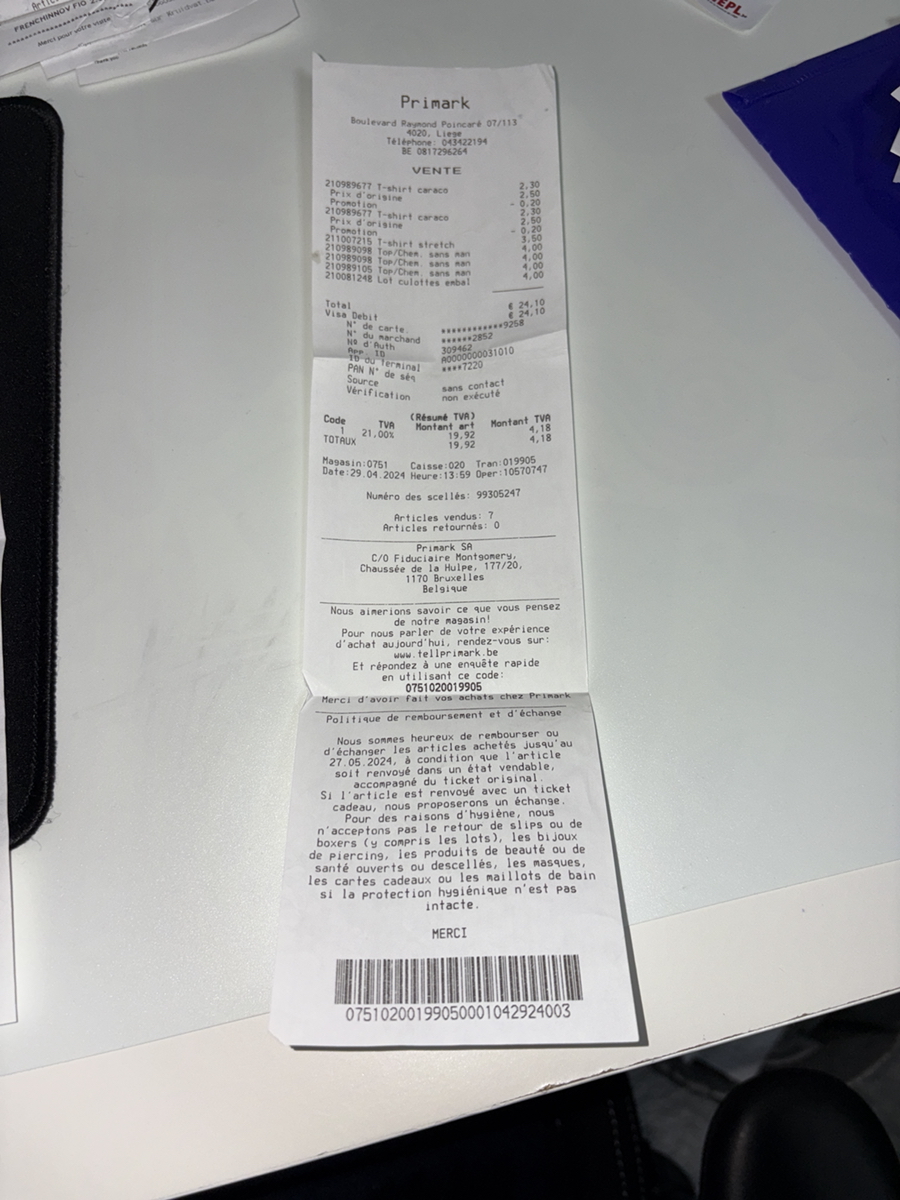 FRENCHINNOV FIO
Merci pour votre visite
EPL
Primark
Boulevard Raymond Poincaré 07/113
4020, Liege
Téléphone: 043422194
BE 0817296264
VENTE
210989677 T-shirt caraco 2,30
Prix d'origine 2,50
Promotion - 0,20
210989677 T-shirt caraco 2,30
Prix d'origine 2,50
Promotion - 0,20
211007215 T-shirt stretch 3,50
210989098 Top/Chem. sans man 4,00
210989098 Top/Chem. sans man 4,00
210989105 Top/Chem. sans man 4,00
210081248 Lot culottes embal 4,00
Total € 24,10
Visa Debit € 24,10
N° de carte. ************9258
N° du marchand ******2852
N° d'Auth 309462
App. ID A0000000031010
ID du Terminal ****7220
PAN N° de séq
Source sans contact
Vérification non exécuté
(Résumé TVA)
Code TVA Montant art Montant TVA
1 21,00% 19,92 4,18
TOTAUX 19,92 4,18
Magasin:0751 Caisse:020 Tran:019905
Date:29.04.2024 Heure:13:59 Oper:10570747
Numéro des scellés: 99305247
Articles vendus: 7
Articles retournés: 0
Primark SA
C/O Fiduciaire Montgomery,
Chaussée de la Hulpe, 177/20,
1170 Bruxelles
Belgique
Nous aimerions savoir ce que vous pensez
de notre magasin!
Pour nous parler de votre expérience
d'achat aujourd'hui, rendez-vous sur:
www.tellprimark.be
Et répondez à une enquête rapide
en utilisant ce code:
0751020019905
Merci d'avoir fait vos achats chez Primark
Politique de remboursement et d'échange
Nous sommes heureux de rembourser ou
d'échanger les articles achetés jusqu'au
27.05.2024, à condition que l'article
soit renvoyé dans un état vendable,
accompagné du ticket original.
Si l'article est renvoyé avec un ticket
cadeau, nous proposerons un échange.
Pour des raisons d'hygiène, nous
n'acceptons pas le retour de slips ou de
boxers (y compris les lots), les bijoux
de piercing, les produits de beauté ou de
santé ouverts ou descellés, les masques,
les cartes cadeaux ou les maillots de bain
si la protection hygiénique n'est pas
intacte.
MERCI
07510200199050001042924003